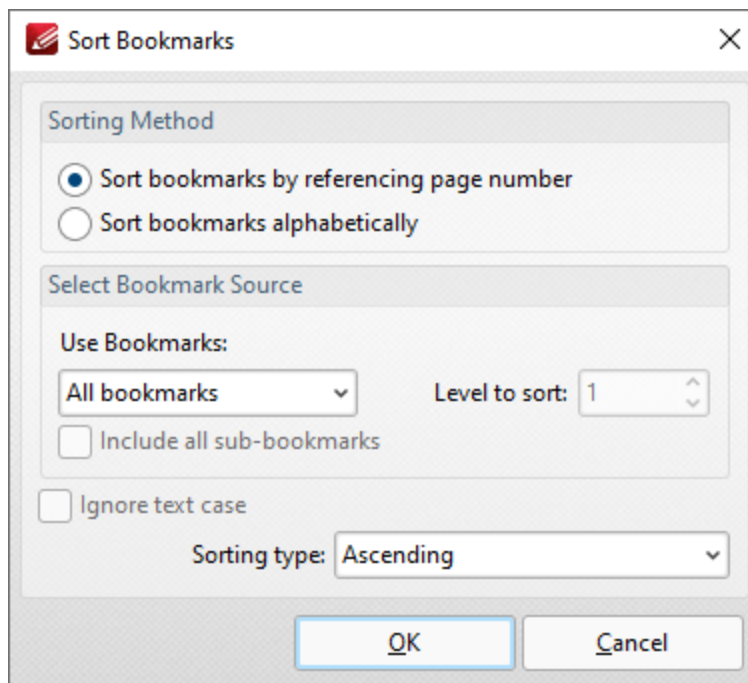 Sort Bookmarks
Sorting Method
Sort bookmarks by referencing page number
Sort bookmarks alphabetically
Select Bookmark Source
Use Bookmarks:
All bookmarks Level to sort: 1
Include all sub-bookmarks
Ignore text case
Sorting type: Ascending
OK Cancel